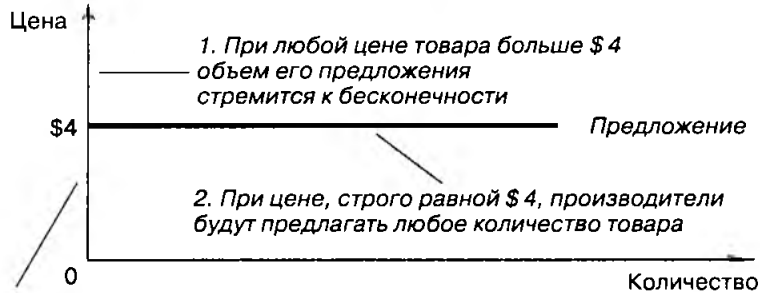 Цена
1. При любой цене товара больше $ 4
объем его предложения
стремится к бесконечности
$4
Предложение
2. При цене, строго равной $ 4, производители
будут предлагать любое количество товара
0
Количество